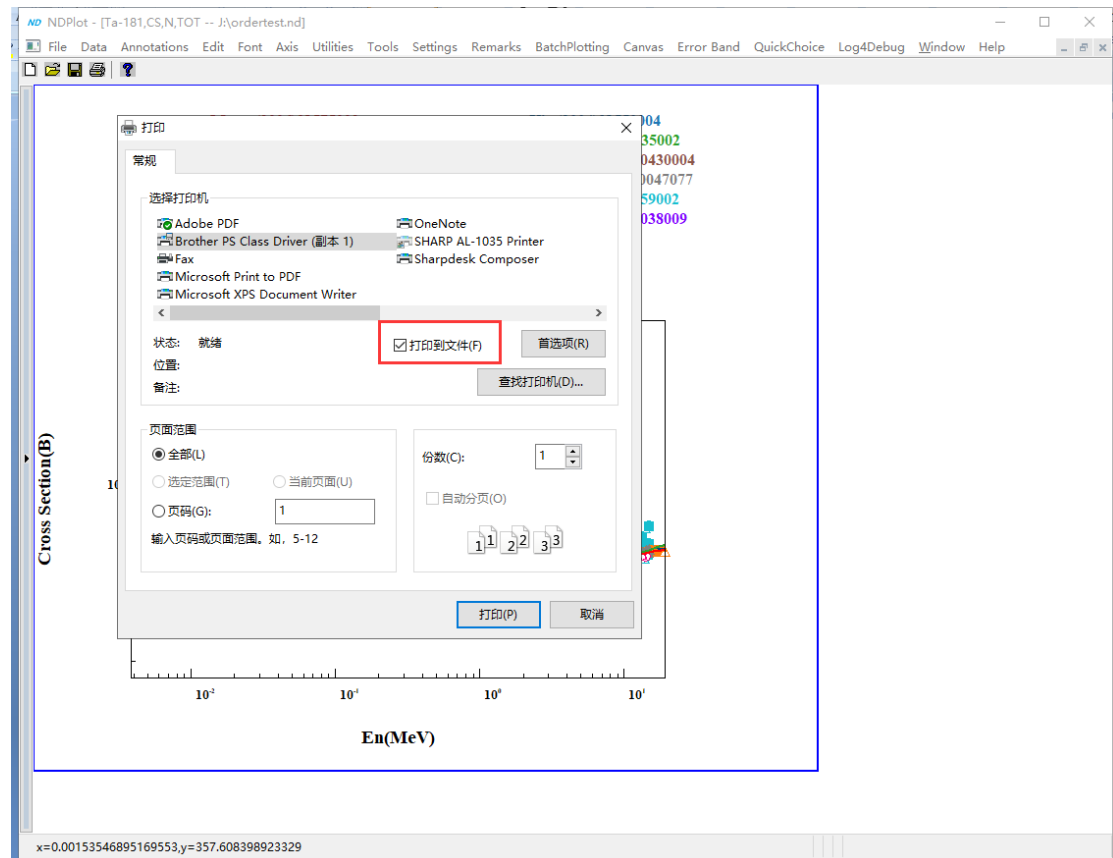 NDPlot - [Ta-181,CS,N,TOT -- J:\ordertest.nd]
File Data Annotations Edit Font Axis Utilities Tools Settings Remarks BatchPlotting Canvas Error Band QuickChoice Log4Debug Window Help
004
35002
0430004
0047077
59002
038009
打印
常规
选择打印机
Adobe PDF
Brother PS Class Driver (副本 1)
Fax
Microsoft Print to PDF
Microsoft XPS Document Writer
OneNote
SHARP AL-1035 Printer
Sharpdesk Composer
状态: 就绪
位置:
备注:
打印到文件(F)
首选项(R)
查找打印机(D)...
页面范围
全部(L)
选定范围(T) 当前页面(U)
页码(G): 1
输入页码或页面范围。如，5-12
份数(C): 1
自动分页(O)
1 1 2 2 3 3
打印(P) 取消
Cross Section(B)
10
10⁻² 10⁻¹ 10⁰ 10¹
En(MeV)
x=0.00153546895169553,y=357.608398923329